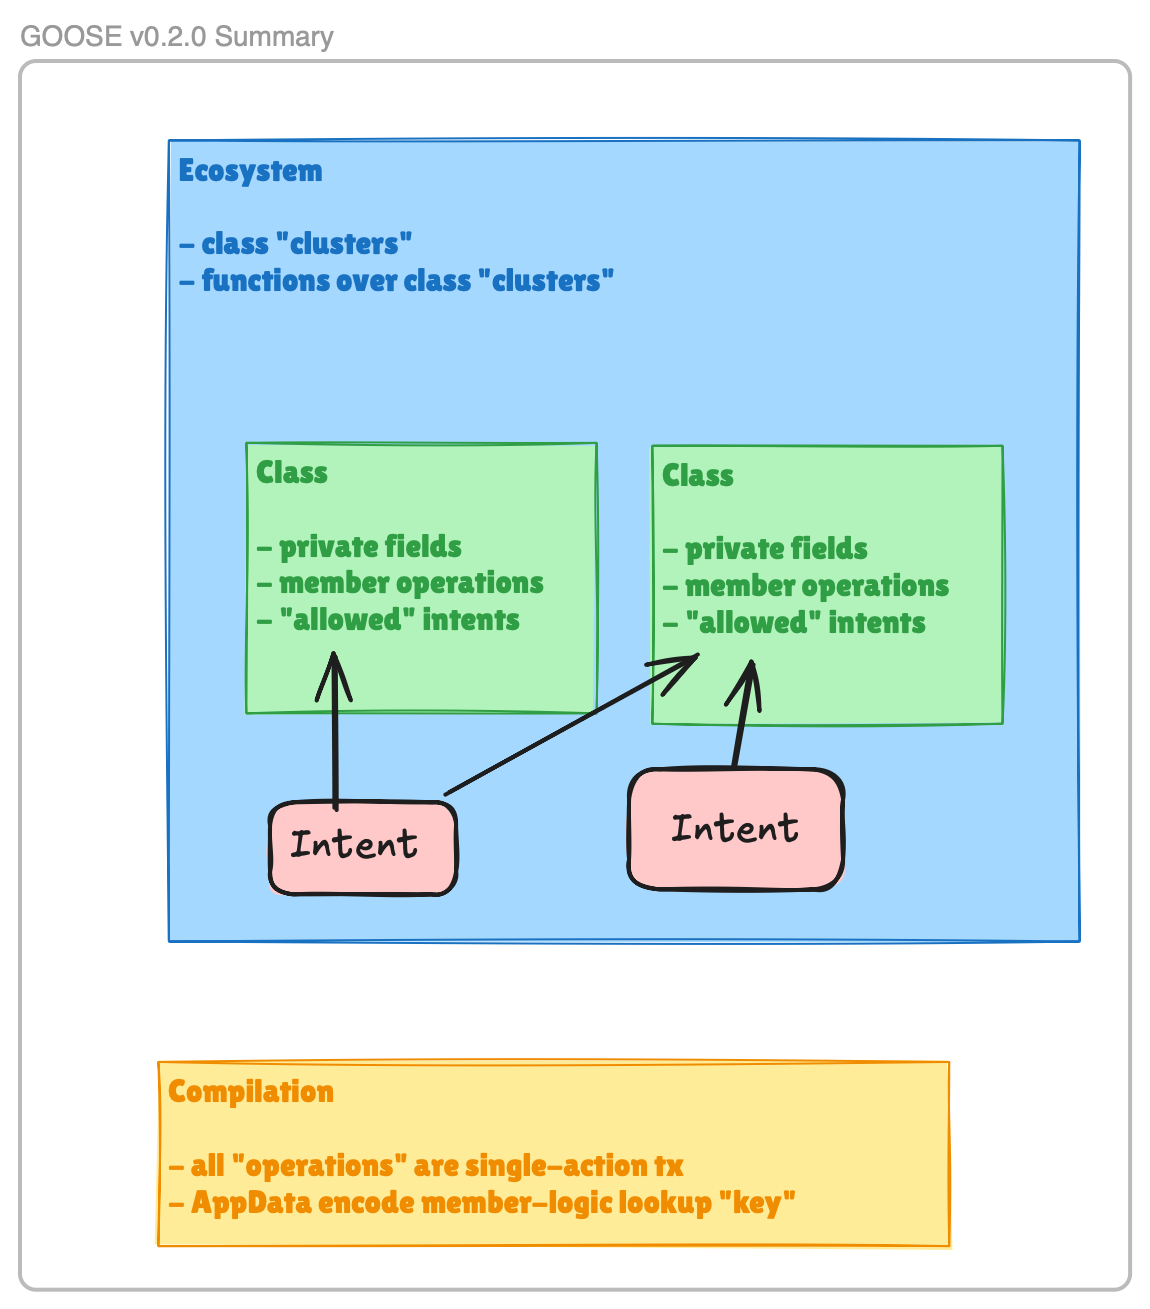 GOOSE v0.2.0 Summary
Ecosystem
- class "clusters"
- functions over class "clusters"
Class
- private fields
- member operations
- "allowed" intents
Class
- private fields
- member operations
- "allowed" intents
Intent
Intent
Compilation
- all "operations" are single-action tx
- AppData encode member-logic lookup "key"